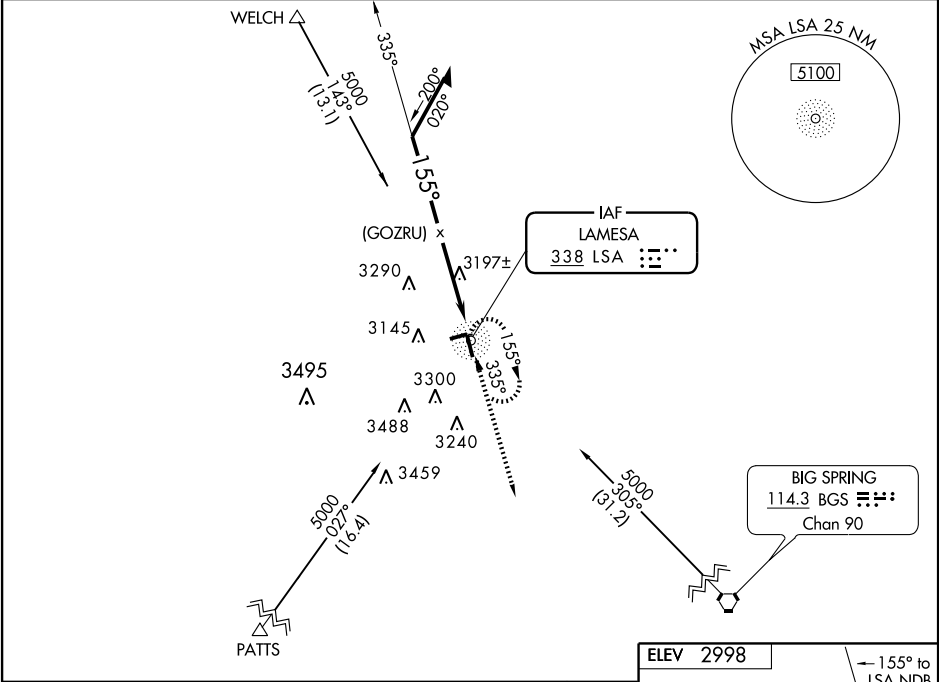 WELCH
335°
5000
143°
(13.1)
200°
020°
155°
MSA LSA 25 NM
5100
(GOZRU) x
IAF
LAMESA
338 LSA
3290
3197±
3145
155°
335°
3495
3300
3488
3240
3459
5000
027°
(16.4)
5000
305°
(31.2)
BIG SPRING
114.3 BGS
Chan 90
PATTS
ELEV 2998
155° to
LSA NDB